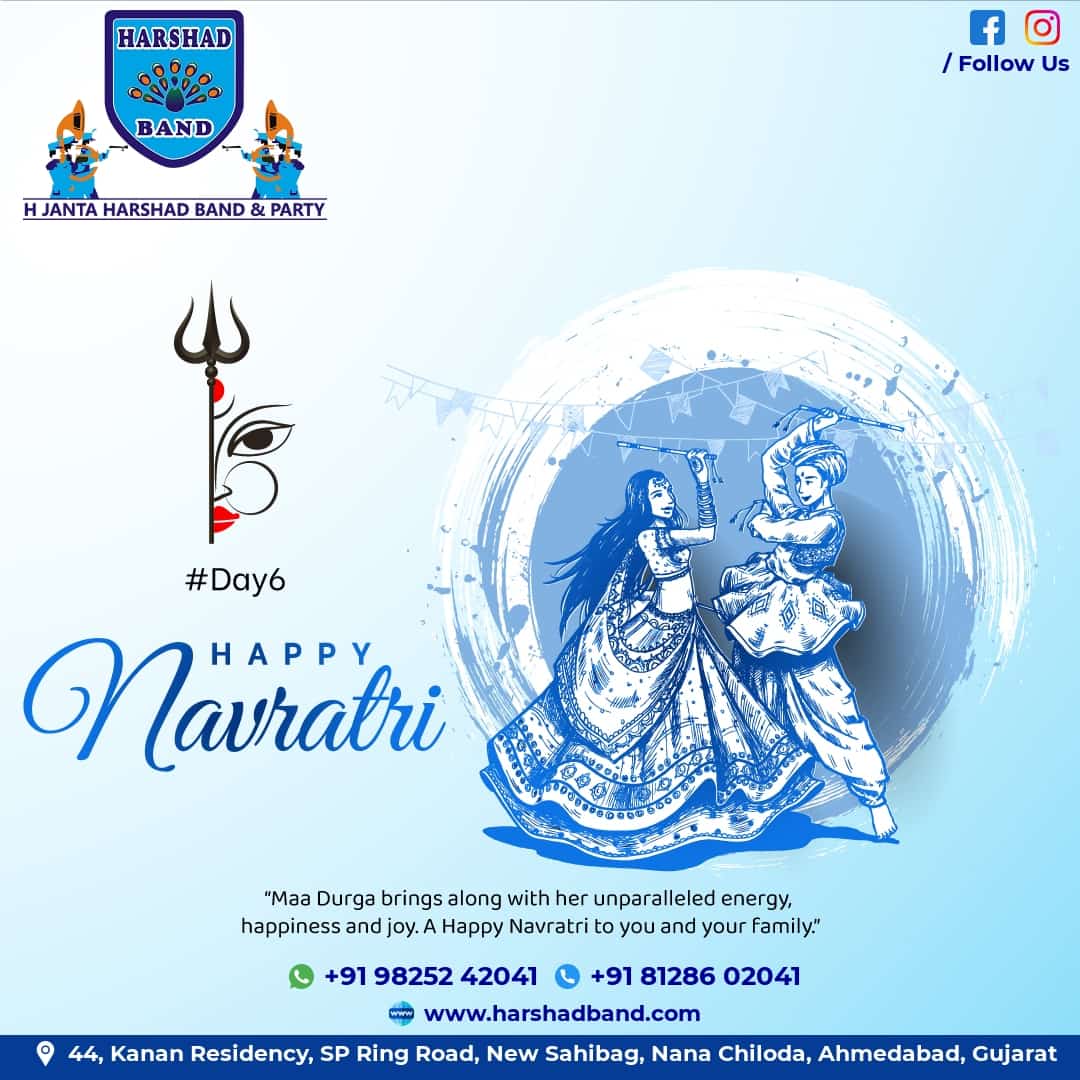 HARSHAD
BAND
H JANTA HARSHAD BAND & PARTY
/ Follow Us
#Day6
HAPPY
Navratri
“Maa Durga brings along with her unparalleled energy,
happiness and joy. A Happy Navratri to you and your family.”
+91 98252 42041 +91 81286 02041
www www.harshadband.com
44, Kanan Residency, SP Ring Road, New Sahibag, Nana Chiloda, Ahmedabad, Gujarat